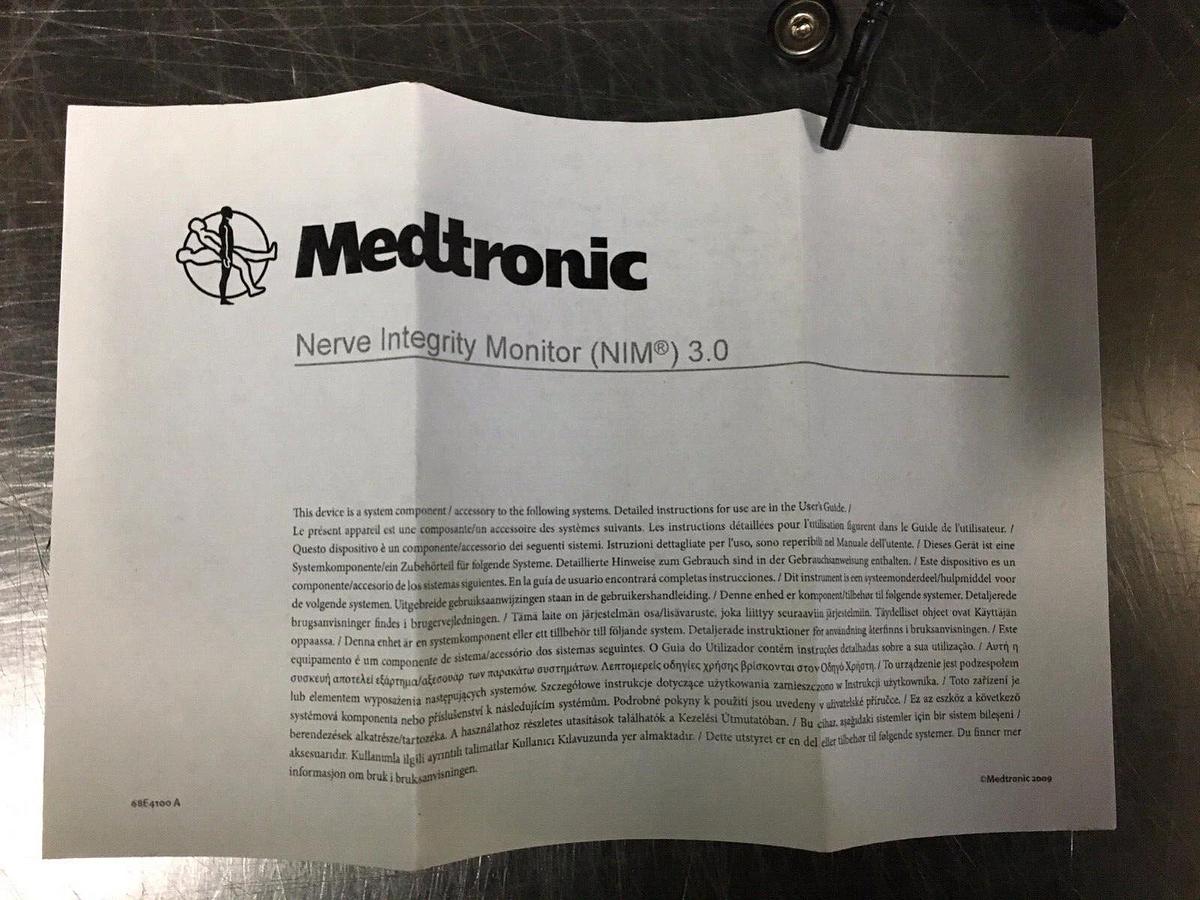 Medtronic
Nerve Integrity Monitor (NIM®) 3.0
This device is a system component / accessory to the following systems. Detailed instructions for use are in the User's Guide. /
Le présent appareil est une composante/un accessoire des systèmes suivants. Les instructions détaillées pour l'utilisation figurent dans le Guide de l'utilisateur. /
Questo dispositivo è un componente/accessorio dei seguenti sistemi. Istruzioni dettagliate per l'uso, sono reperibili nel Manuale dell'utente. / Dieses Gerät ist eine
Systemkomponente/ein Zubehörteil für folgende Systeme. Detaillierte Hinweise zum Gebrauch sind in der Gebrauchsanweisung enthalten. / Este dispositivo es un
componente/accesorio de los sistemas siguientes. En la guía de usuario encontrará completas instrucciones. / Dit instrument is een systeemonderdeel/hulpmiddel voor
de volgende systemen. Uitgebreide gebruiksaanwijzingen staan in de gebruikershandleiding. / Denne enhed er komponent/tilbehør til følgende systemer. Detaljerede
brugsanvisninger findes i brugervejledningen. / Tämä laite on järjestelmän osa/lisävaruste, joka liittyy seuraaviin järjestelmiin. Täydelliset ohjeet ovat Käyttäjän
oppaassa. / Denna enhet är en systemkomponent eller ett tillbehör till följande system. Detaljerade instruktioner för användning återfinns i bruksanvisningen. / Este
equipamento é um componente de sistema/acessório dos sistemas seguintes. O Guia do Utilizador contém instruções detalhadas sobre a sua utilização. / Αυτή η
συσκευή αποτελεί εξάρτημα/αξεσουάρ των παρακάτω συστημάτων. Λεπτομερείς οδηγίες χρήσης βρίσκονται στον Οδηγό Χρήστη. / To urządzenie jest podzespołem
lub elementem wyposażenia następujących systemów. Szczegółowe instrukcje dotyczące użytkowania zamieszczono w Instrukcji użytkownika. / Toto zařízení je
systémová komponenta nebo příslušenství k následujícím systémům. Podrobné pokyny k použití jsou uvedeny v uživatelské příručce. / Ez az eszköz a következő
berendezések alkatrésze/tartozéka. A használathoz részletes utasítások találhatók a Kezelési Útmutatóban. / Bu cihaz, aşağıdaki sistemler için bir sistem bileşeni /
aksesuarıdır. Kullanımla ilgili ayrıntılı talimatlar Kullanıcı Kılavuzunda yer almaktadır. / Dette utstyret er en del eller tilbehør til følgende systemer. Du finner mer
informasjon om bruk i bruksanvisningen.
©Medtronic 2009
68E4100 A